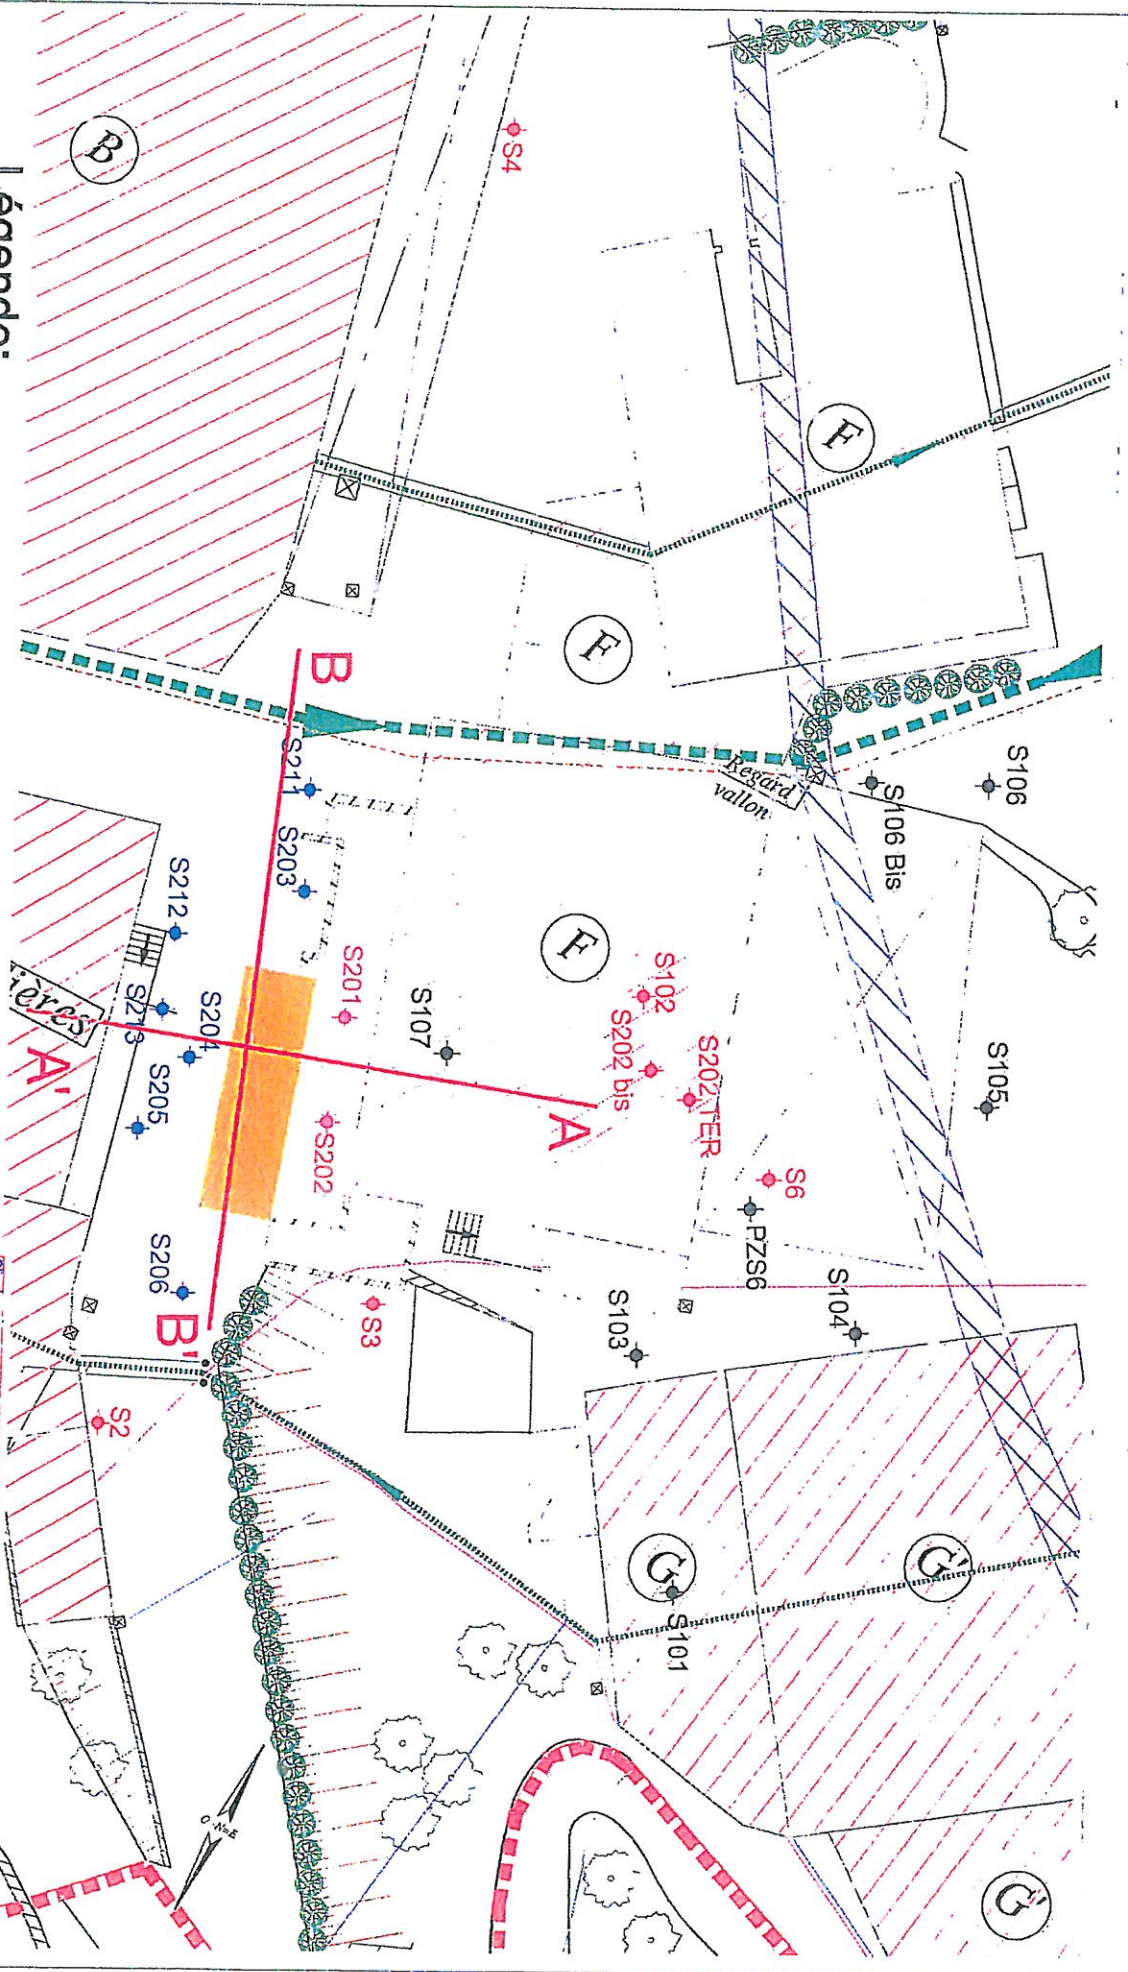 S106
S106 Bis
S105
F
Regard
vallon
S202 TER
S6
PZS6
S104
G'
G'
S102
S202 bis
S103
G
S101
F
F
A
S4
S107
S201
S202
S3
B
S211
S203
S204
S212
S213
S205
S206
B'
S2
B
ières
A'
Légende: